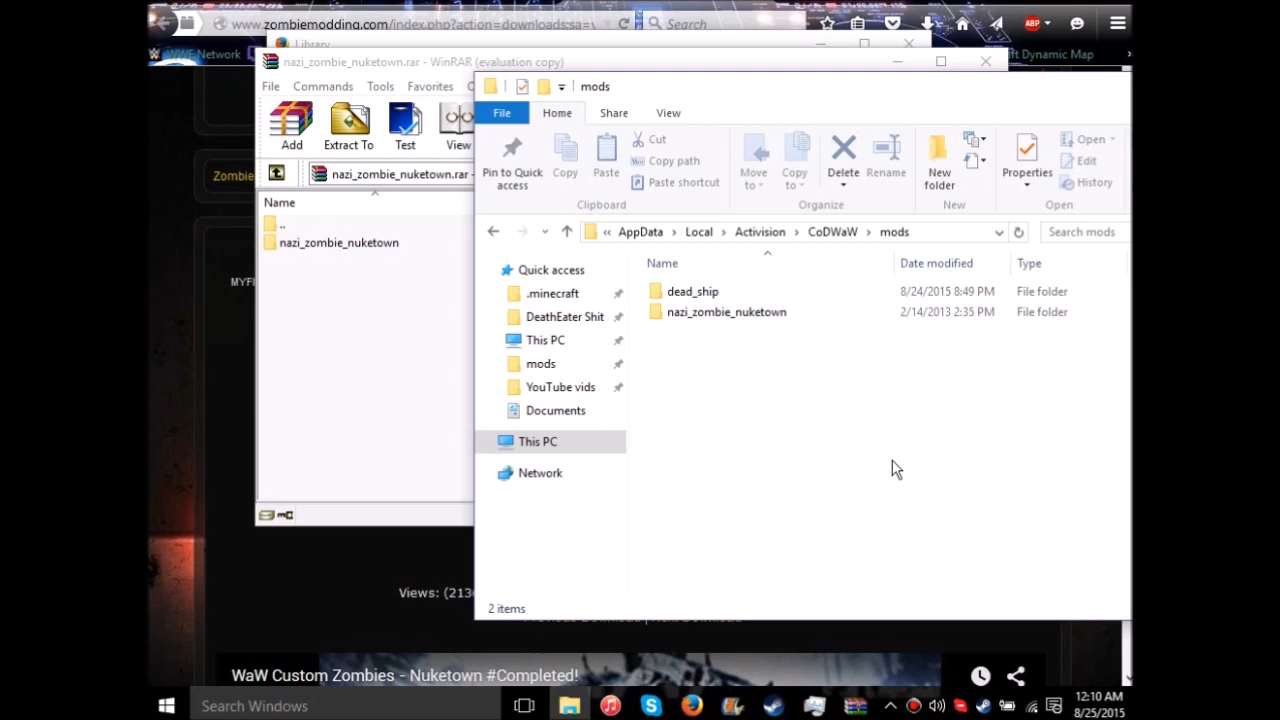 www.zombiemodding.com/index.php?action=downloads;sa=v
Search
ABP
WWE Network
ft Dynamic Map
Library
nazi_zombie_nuketown.rar - WinRAR (evaluation copy)
File Commands Tools Favorites O
Add Extract To Test View
nazi_zombie_nuketown.rar -
Name
..
nazi_zombie_nuketown
mods
File Home Share View
Pin to Quick access
Copy
Paste
Cut
Copy path
Paste shortcut
Clipboard
Move to
Copy to
Delete
Rename
Organize
New folder
New
Properties
Open
Edit
History
Open
« AppData > Local > Activision > CoDWaW > mods
Search mods
Name Date modified Type
dead_ship 8/24/2015 8:49 PM File folder
nazi_zombie_nuketown 2/14/2013 2:35 PM File folder
Quick access
.minecraft
DeathEater Shit
This PC
mods
YouTube vids
Documents
This PC
Network
2 items
Zombie
MYFI
Views: (213
WaW Custom Zombies - Nuketown #Completed!
Search Windows
12:10 AM
8/25/2015